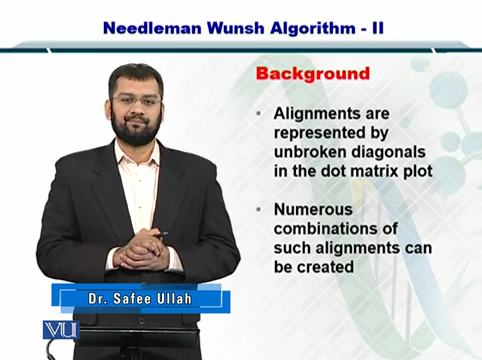 Needleman Wunsh Algorithm - II
Background
• Alignments are
represented by
unbroken diagonals
in the dot matrix plot
• Numerous
combinations of
such alignments can
be created
Dr. Safee Ullah
VU